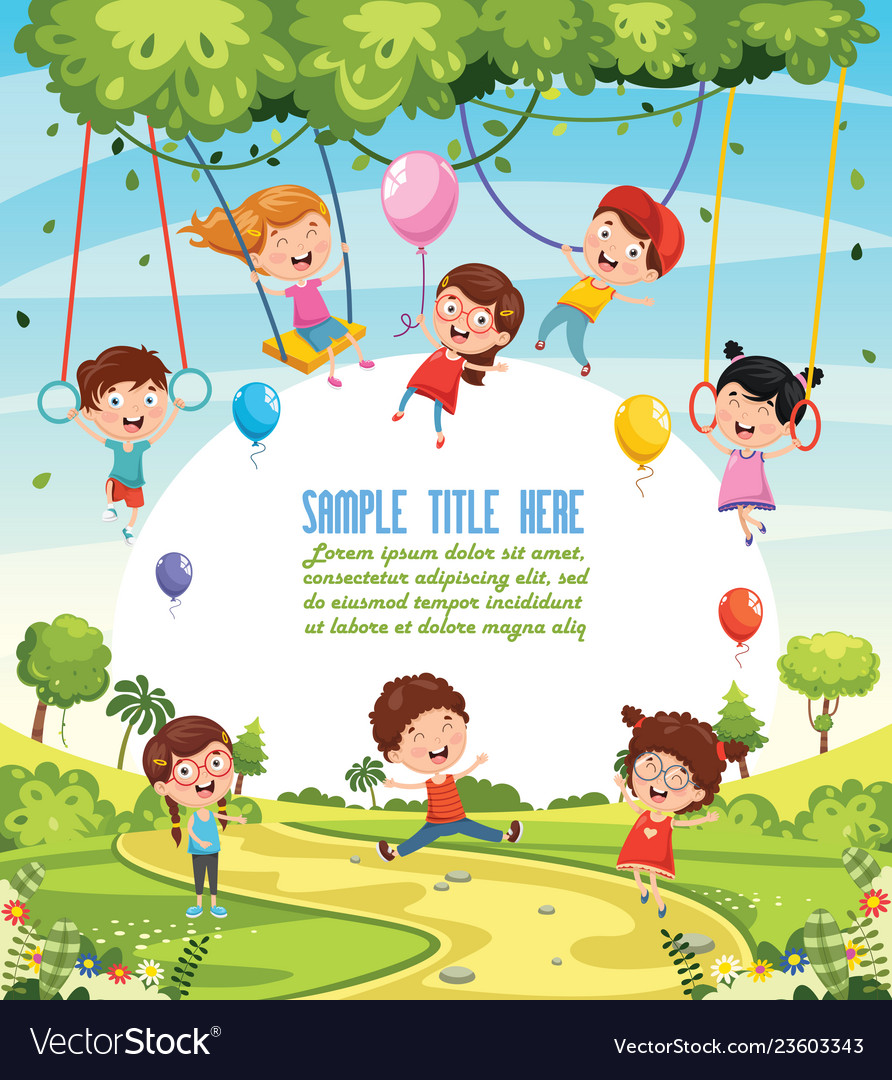 SAMPLE TITLE HERE
Lorem ipsum dolor sit amet,
consectetur adipiscing elit, sed
do eiusmod tempor incididunt
ut labore et dolore magna aliq
VectorStock®
VectorStock.com/23603343